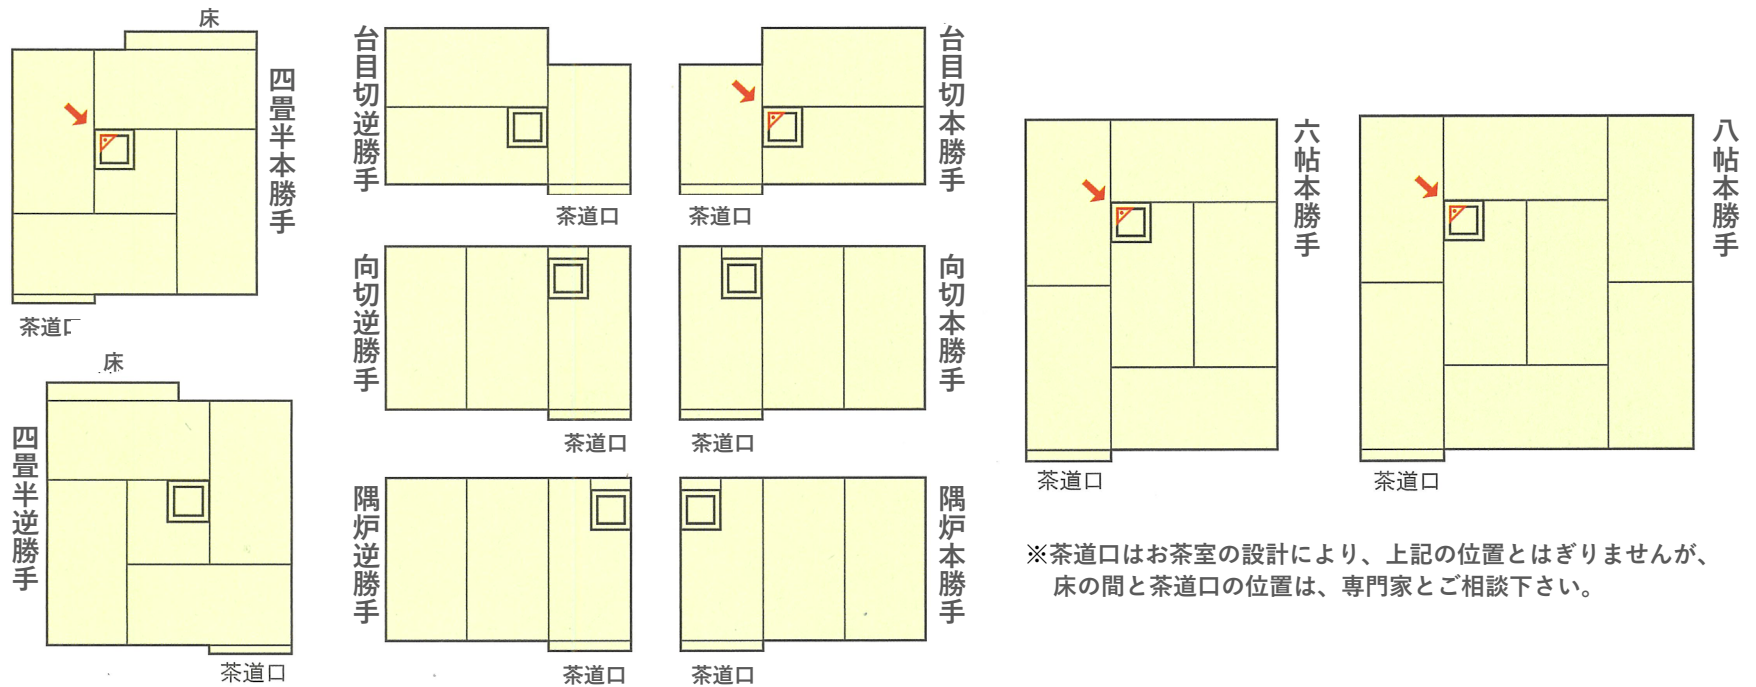 床
四畳半本勝手
茶道口
床
四畳半逆勝手
茶道口
台目切逆勝手
茶道口
台目切本勝手
茶道口
向切逆勝手
茶道口
向切本勝手
茶道口
隅炉逆勝手
茶道口
隅炉本勝手
茶道口
六帖本勝手
茶道口
八帖本勝手
茶道口
※茶道口はお茶室の設計により、上記の位置とはぎりませんが、
床の間と茶道口の位置は、専門家とご相談下さい。